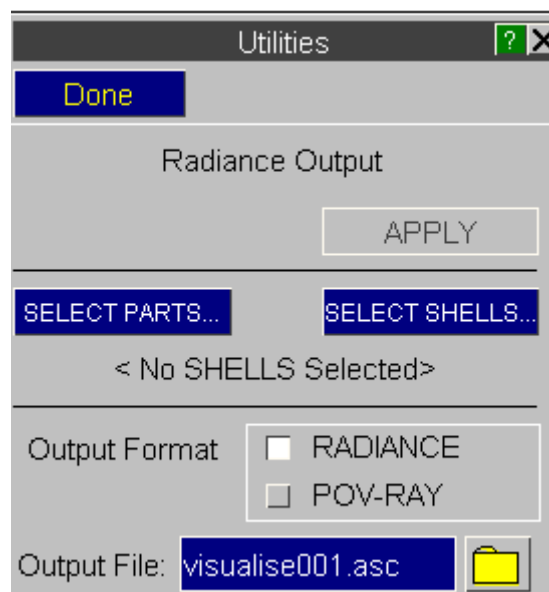 Utilities ? X
Done
Radiance Output
APPLY
SELECT PARTS... SELECT SHELLS...
< No SHELLS Selected>
Output Format RADIANCE
POV-RAY
Output File: visualise001.asc